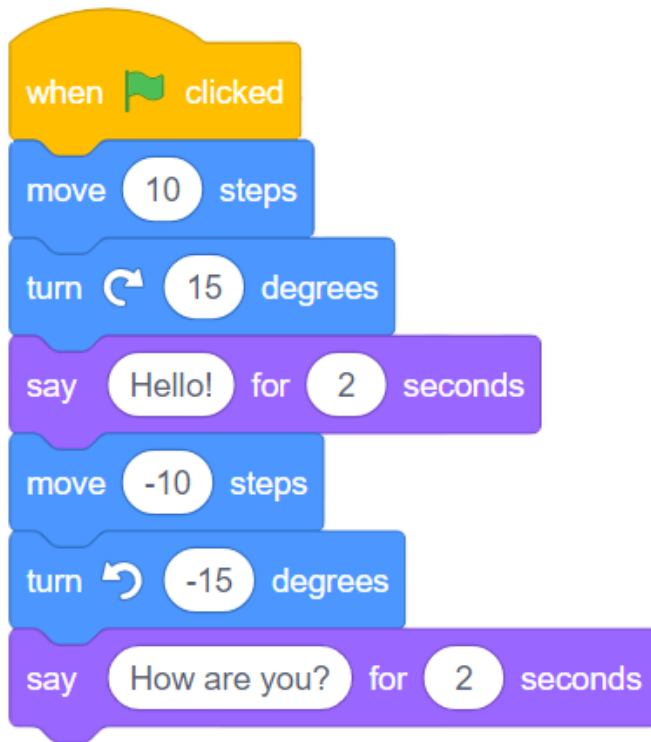 when clicked
move 10 steps
turn 15 degrees
say Hello! for 2 seconds
move -10 steps
turn -15 degrees
say How are you? for 2 seconds